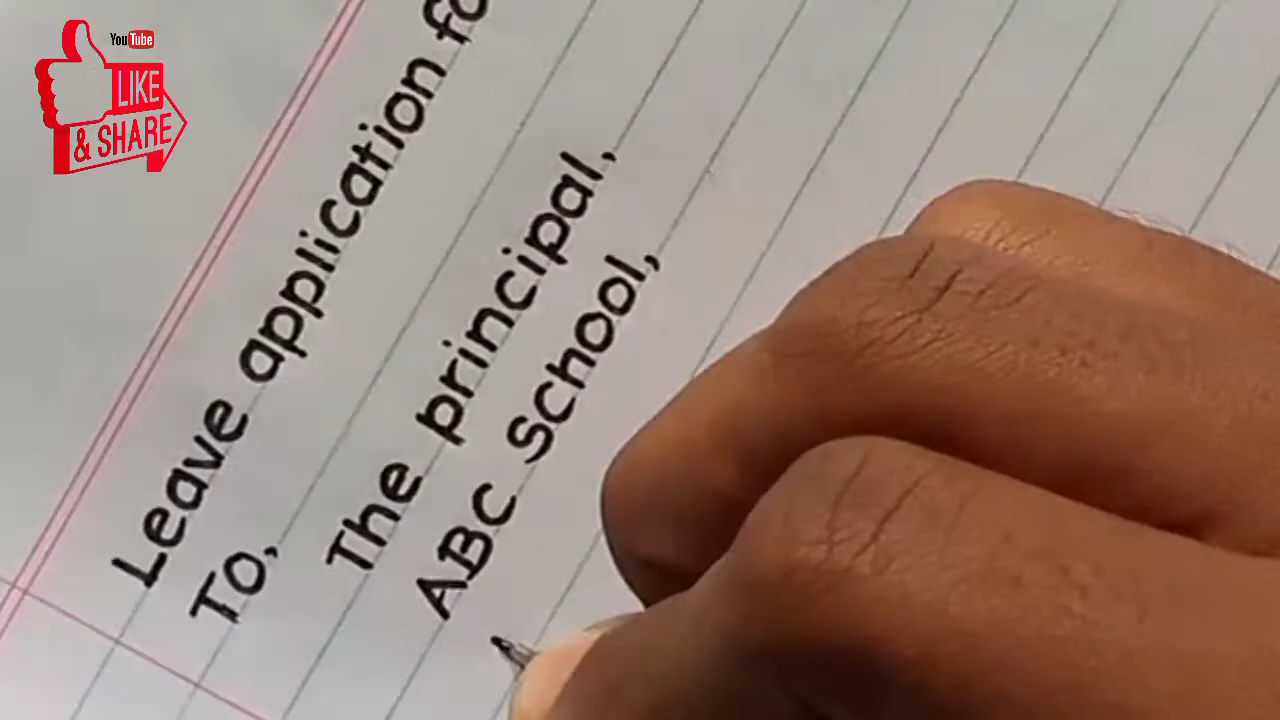 YouTube
LIKE
& SHARE
Leave application
To,
The principal,
ABC School,